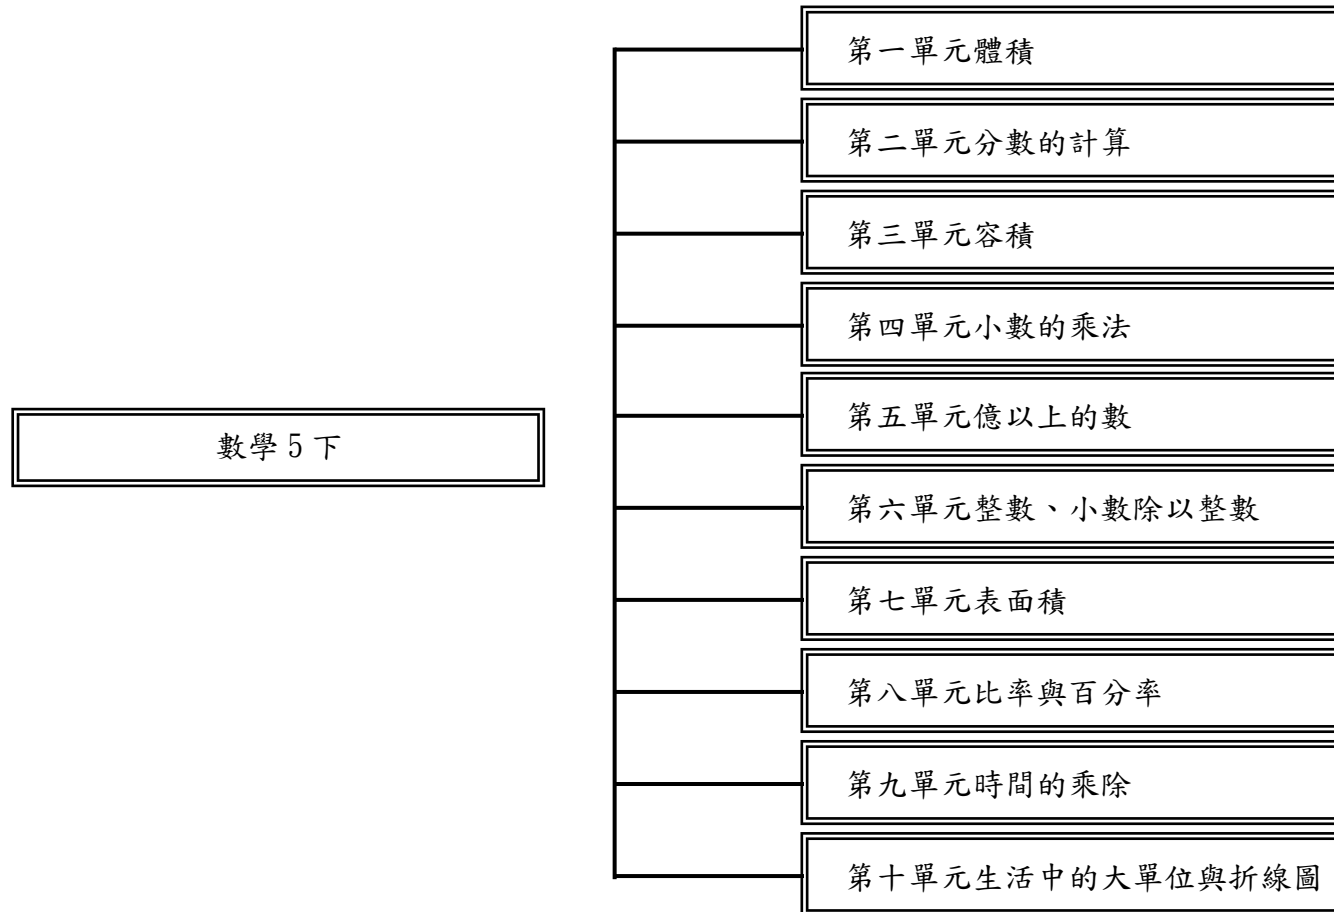 數學 5 下
第一單元體積
第二單元分數的計算
第三單元容積
第四單元小數的乘法
第五單元億以上的數
第六單元整數、小數除以整數
第七單元表面積
第八單元比率與百分率
第九單元時間的乘除
第十單元生活中的大單位與折線圖